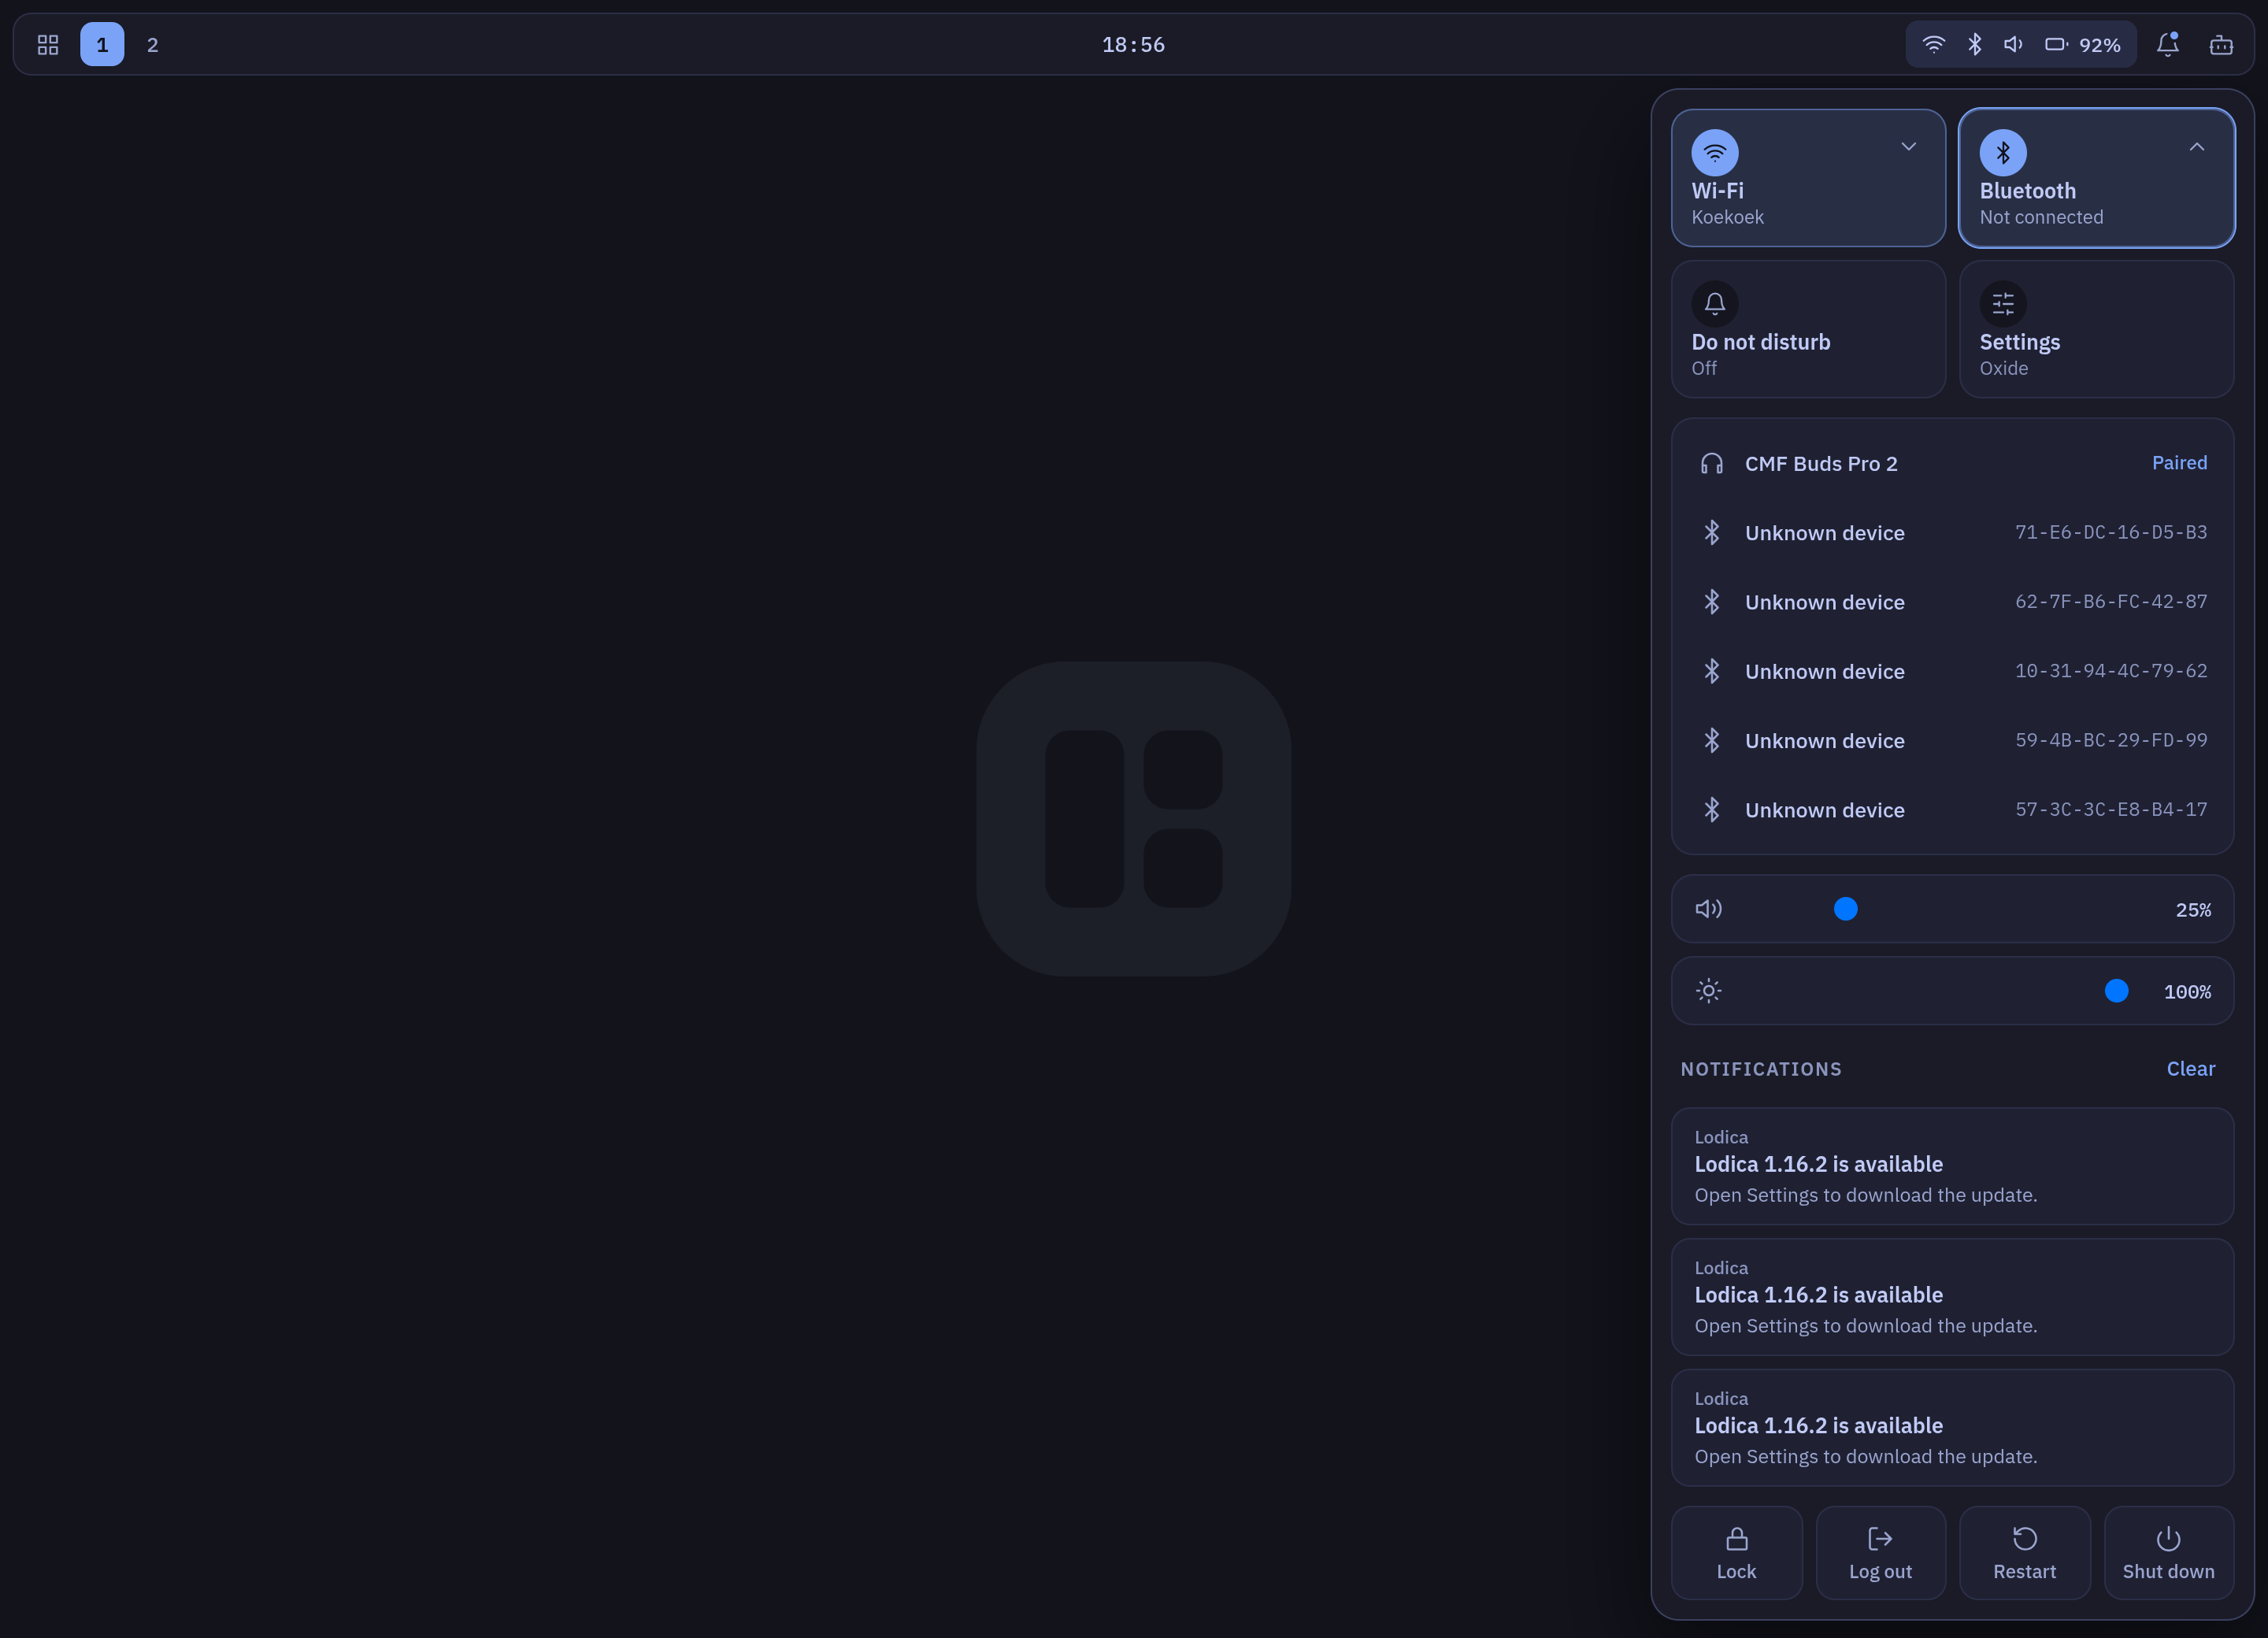 1 2 18:56 92%
Wi-Fi
Koekoek
Bluetooth
Not connected
Do not disturb
Off
Settings
Oxide
CMF Buds Pro 2 Paired
Unknown device 71-E6-DC-16-D5-B3
Unknown device 62-7F-B6-FC-42-87
Unknown device 10-31-94-4C-79-62
Unknown device 59-4B-BC-29-FD-99
Unknown device 57-3C-3C-E8-B4-17
25%
100%
NOTIFICATIONS Clear
Lodica
Lodica 1.16.2 is available
Open Settings to download the update.
Lodica
Lodica 1.16.2 is available
Open Settings to download the update.
Lodica
Lodica 1.16.2 is available
Open Settings to download the update.
Lock Log out Restart Shut down